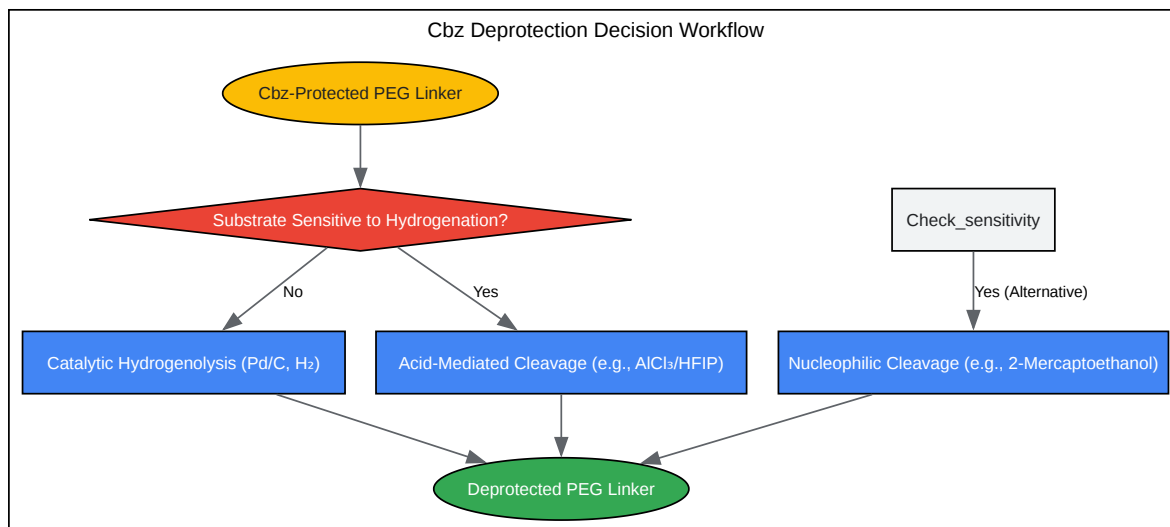 Cbz Deprotection Decision Workflow
Cbz-Protected PEG Linker
Substrate Sensitive to Hydrogenation?
Check_sensitivity
No
Yes
Yes (Alternative)
Catalytic Hydrogenolysis (Pd/C, H₂)
Acid-Mediated Cleavage (e.g., AlCl₃/HFIP)
Nucleophilic Cleavage (e.g., 2-Mercaptoethanol)
Deprotected PEG Linker